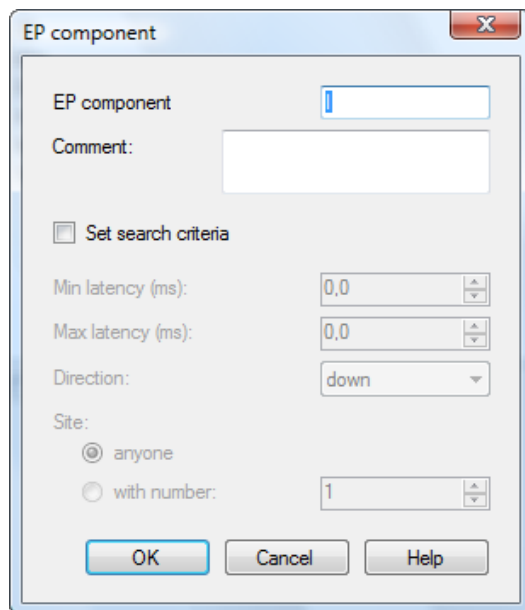 EP component
EP component
Comment:
Set search criteria
Min latency (ms): 0,0
Max latency (ms): 0,0
Direction: down
Site:
anyone
with number: 1
OK Cancel Help